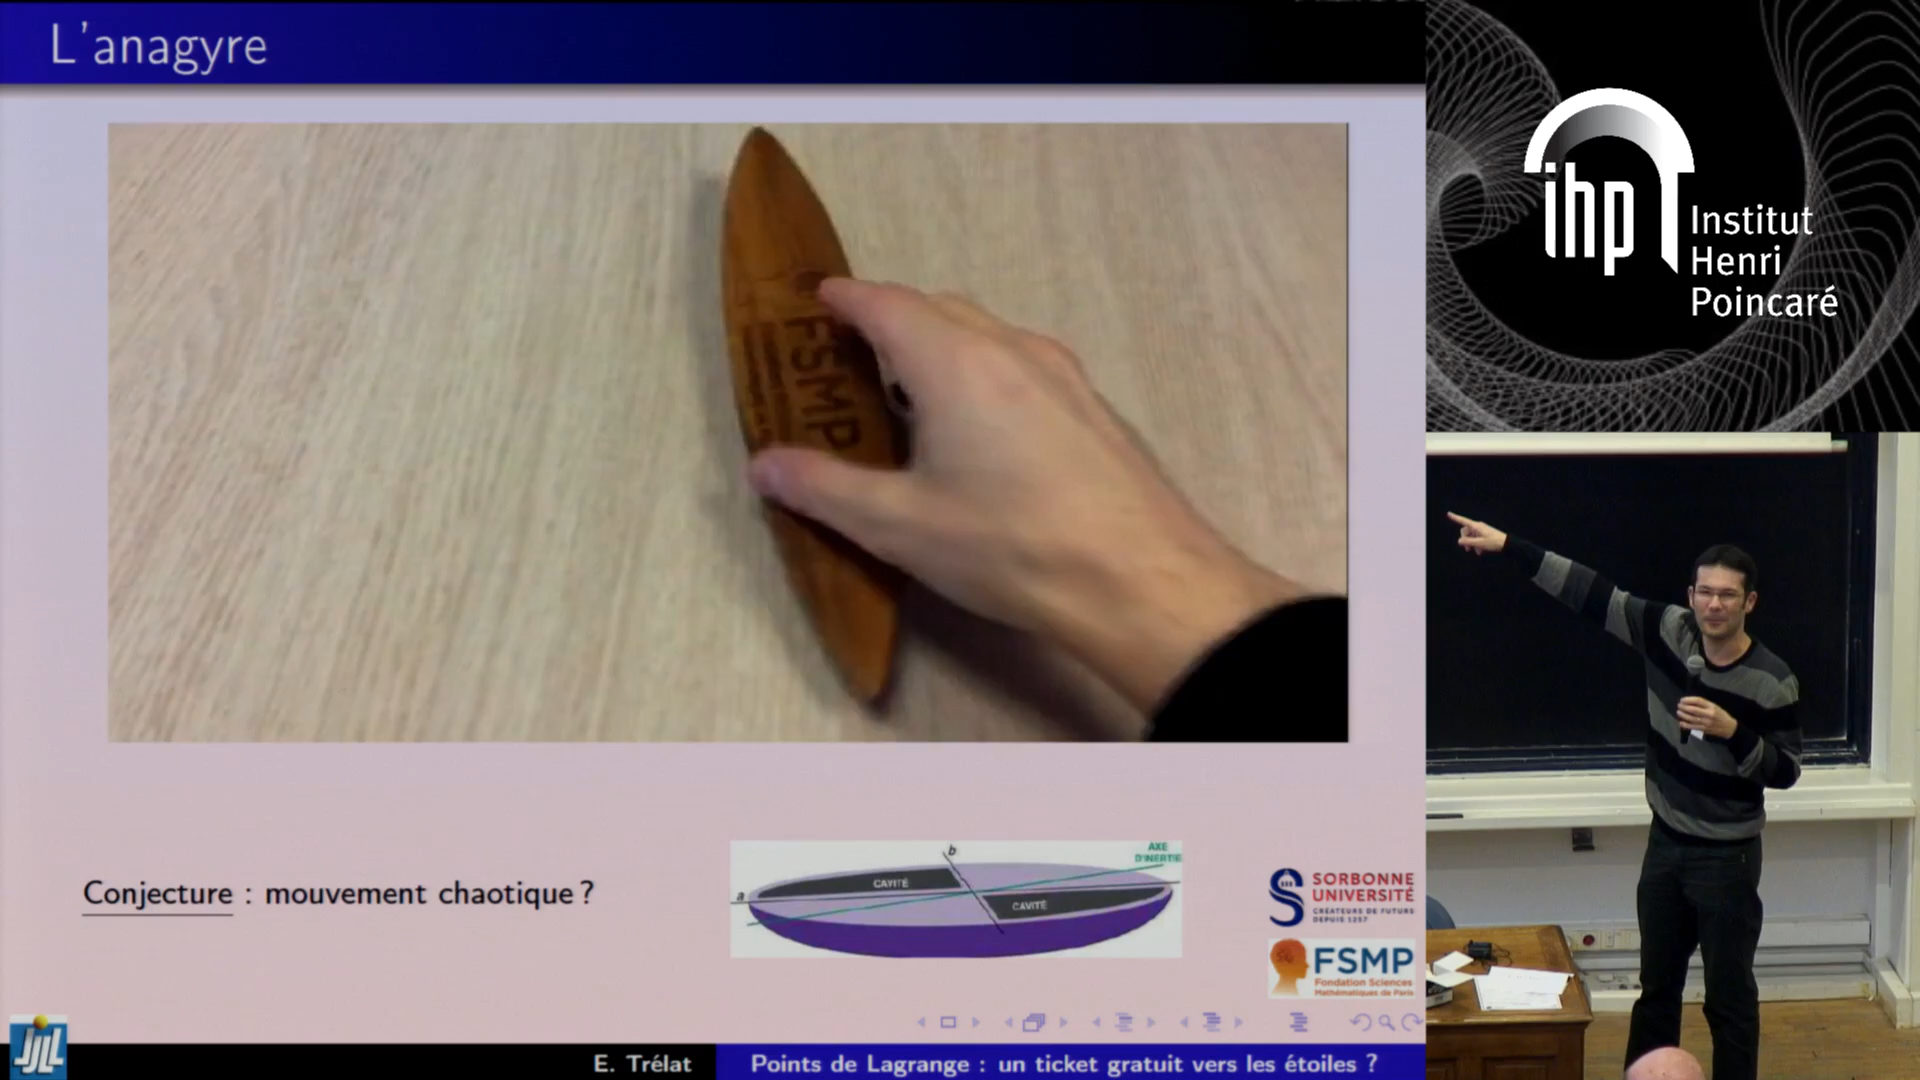 L'anagyre
FSMP
Conjecture : mouvement chaotique ?
a
b
CAVITÉ
CAVITÉ
AXE
D'INERTIE
SORBONNE
UNIVERSITÉ
CRÉATEURS DE FUTURS
DEPUIS 1257
FSMP
Fondation Sciences
Mathématiques de Paris
JJLL
E. Trélat
Points de Lagrange : un ticket gratuit vers les étoiles ?
ihp
Institut
Henri
Poincaré